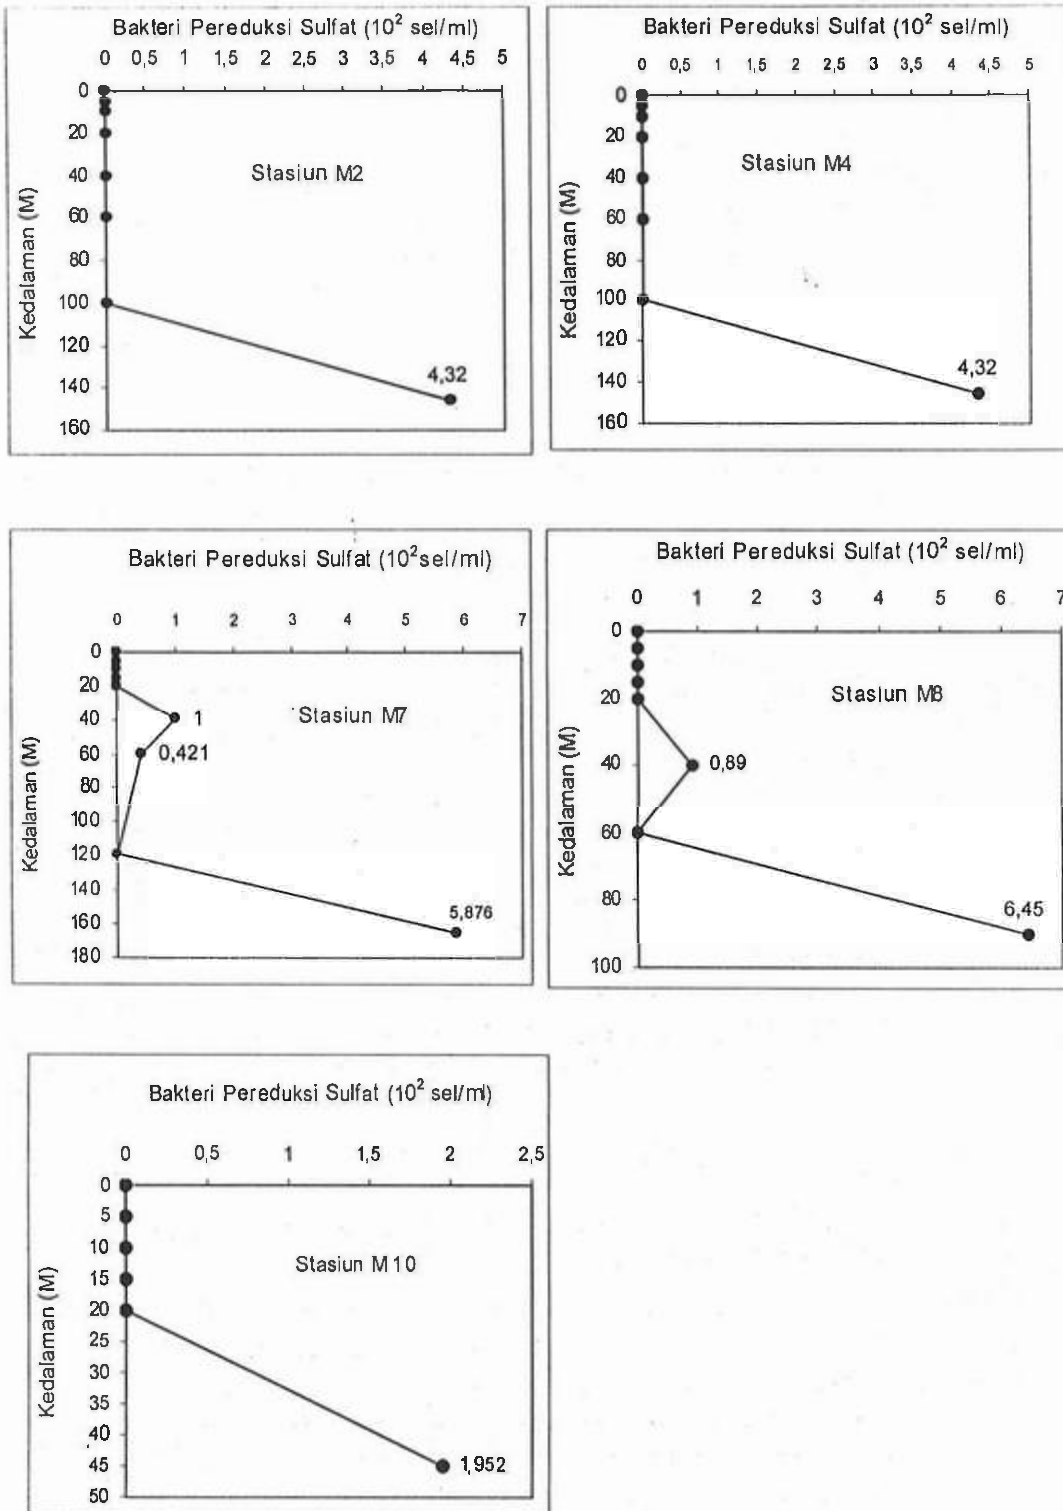 Bakteri Pereduksi Sulfat (10² sel/ml)
0 0,5 1 1,5 2 2,5 3 3,5 4 4,5 5
0
20
40
60
80
100
120
140
160
Kedalaman (M)
Stasiun M2
4,32
Bakteri Pereduksi Sulfat (10² sel/ml)
0 0,5 1 1,5 2 2,5 3 3,5 4 4,5 5
0
20
40
60
80
100
120
140
160
Kedalaman (M)
Stasiun M4
4,32
Bakteri Pereduksi Sulfat (10² sel/ml)
0 1 2 3 4 5 6 7
0
20
40
60
80
100
120
140
160
180
Kedalaman (M)
Stasiun M7
1
0,421
5,876
Bakteri Pereduksi Sulfat (10² sel/ml)
0 1 2 3 4 5 6 7
0
20
40
60
80
100
Kedalaman (M)
Stasiun M8
0,89
6,45
Bakteri Pereduksi Sulfat (10² sel/ml)
0 0,5 1 1,5 2 2,5
0
5
10
15
20
25
30
35
40
45
50
Kedalaman (M)
Stasiun M10
1,952